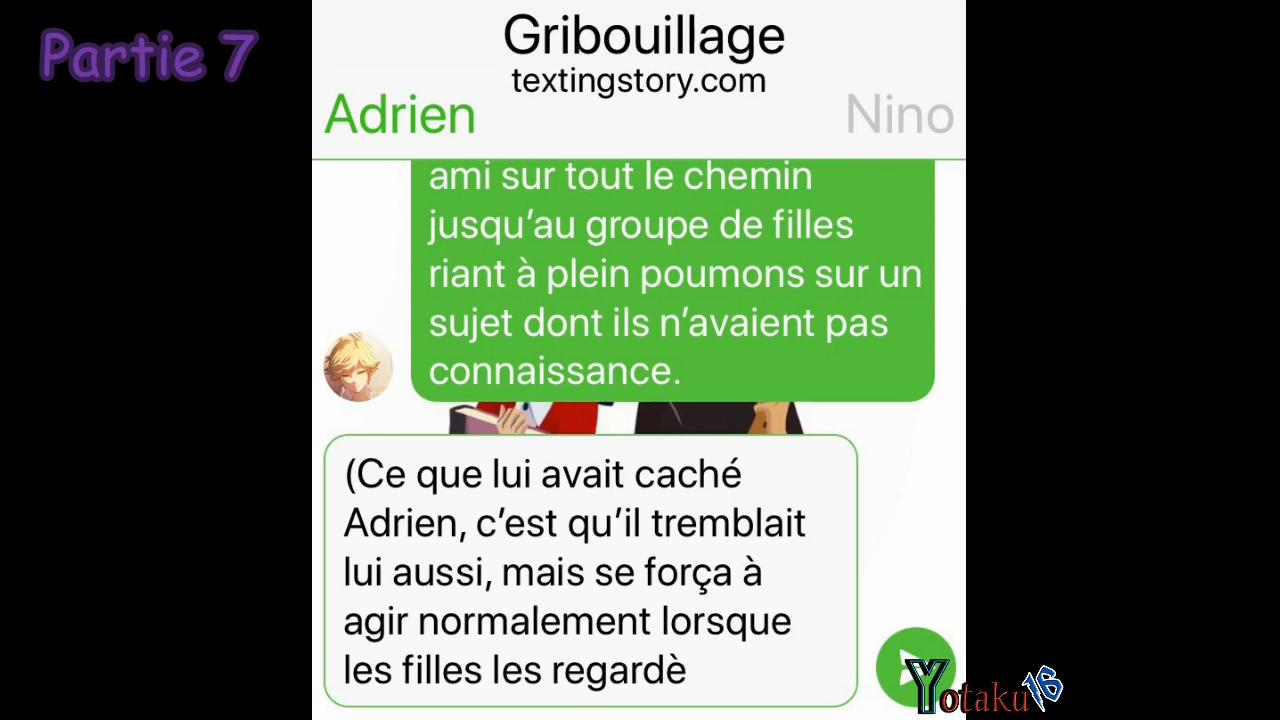 Partie 7
Gribouillage
textingstory.com
Adrien
Nino
ami sur tout le chemin
jusqu’au groupe de filles
riant à plein poumons sur un
sujet dont ils n’avaient pas
connaissance.
(Ce que lui avait caché
Adrien, c’est qu’il tremblait
lui aussi, mais se força à
agir normalement lorsque
les filles les regardè
Yotaku16